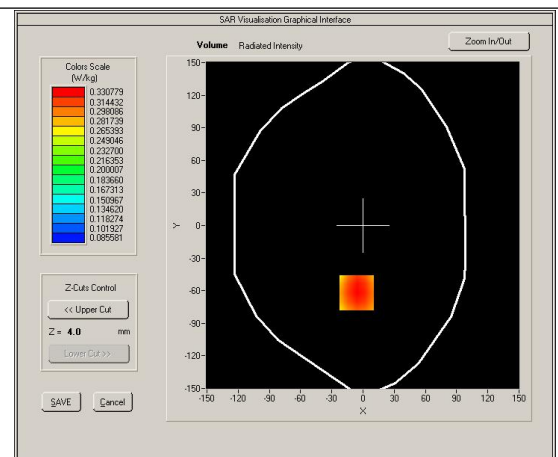 SAR Visualisation Graphical Interface
Volume Radiated Intensity
Zoom In/Out
Colors Scale
(W/kg)
0.330779
0.314432
0.298086
0.281739
0.265393
0.249046
0.232700
0.216353
0.200007
0.183660
0.167313
0.150967
0.134620
0.118274
0.101927
0.085581
Z-Cuts Control
<< Upper Cut
Z = 4.0 mm
Lower Cut >>
SAVE Cancel
Y
150-
120-
90-
60-
30-
0-
-30-
-60-
-90-
-120-
-150-
-150 -120 -90 -60 -30 0 30 60 90 120 150
X